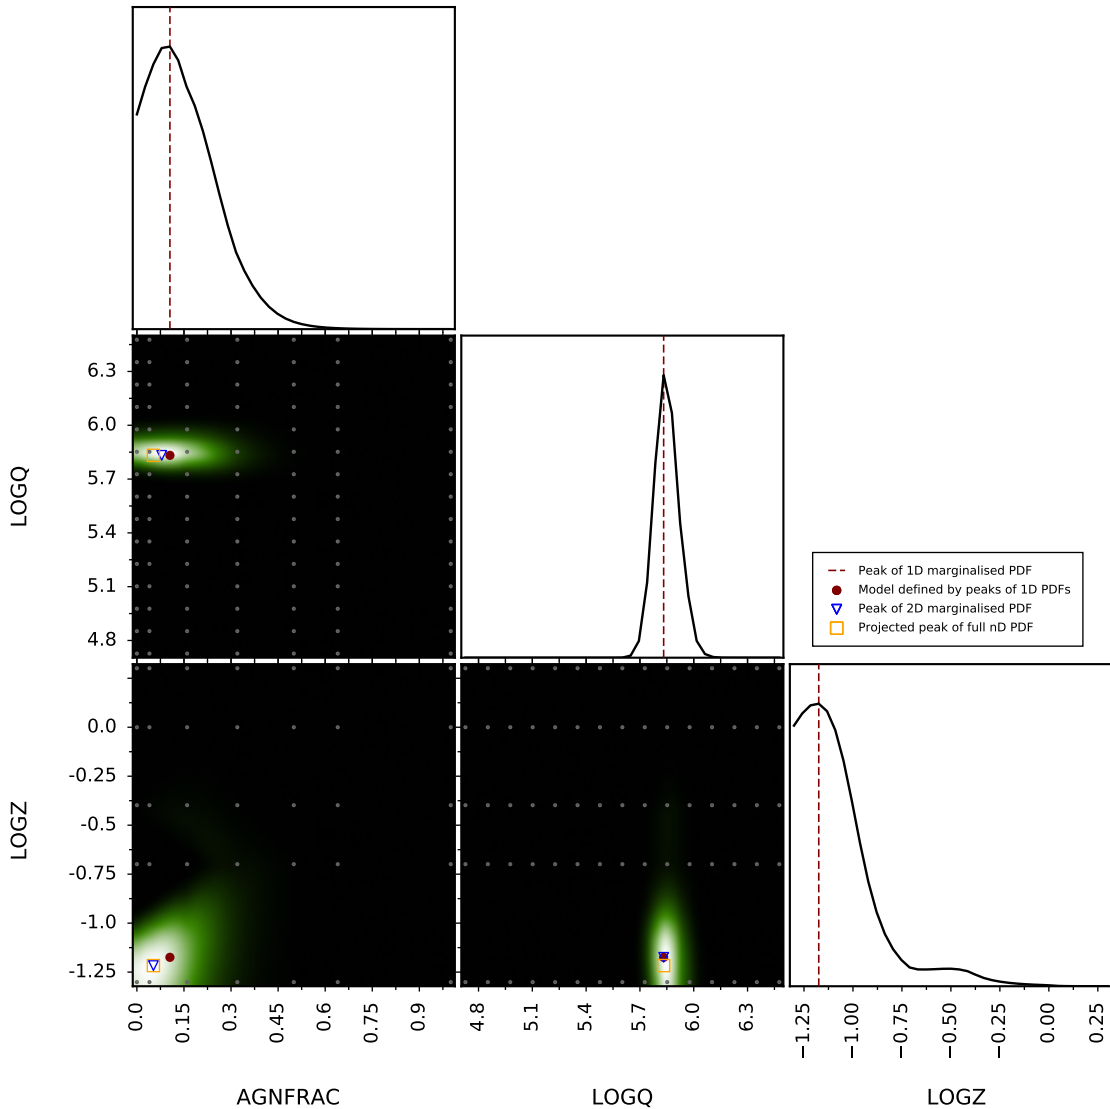 6.3
6.0
5.7
5.4
5.1
4.8
LOGQ
Peak of 1D marginalised PDF
Model defined by peaks of 1D PDFs
Peak of 2D marginalised PDF
Projected peak of full nD PDF
0.0
-0.25
-0.5
-0.75
-1.0
-1.25
LOGZ
0.0 0.15 0.3 0.45 0.6 0.75 0.9
4.8 5.1 5.4 5.7 6.0 6.3
−1.25 −1.00 −0.75 −0.50 −0.25 0.00 0.25
AGNFRAC LOGQ LOGZ